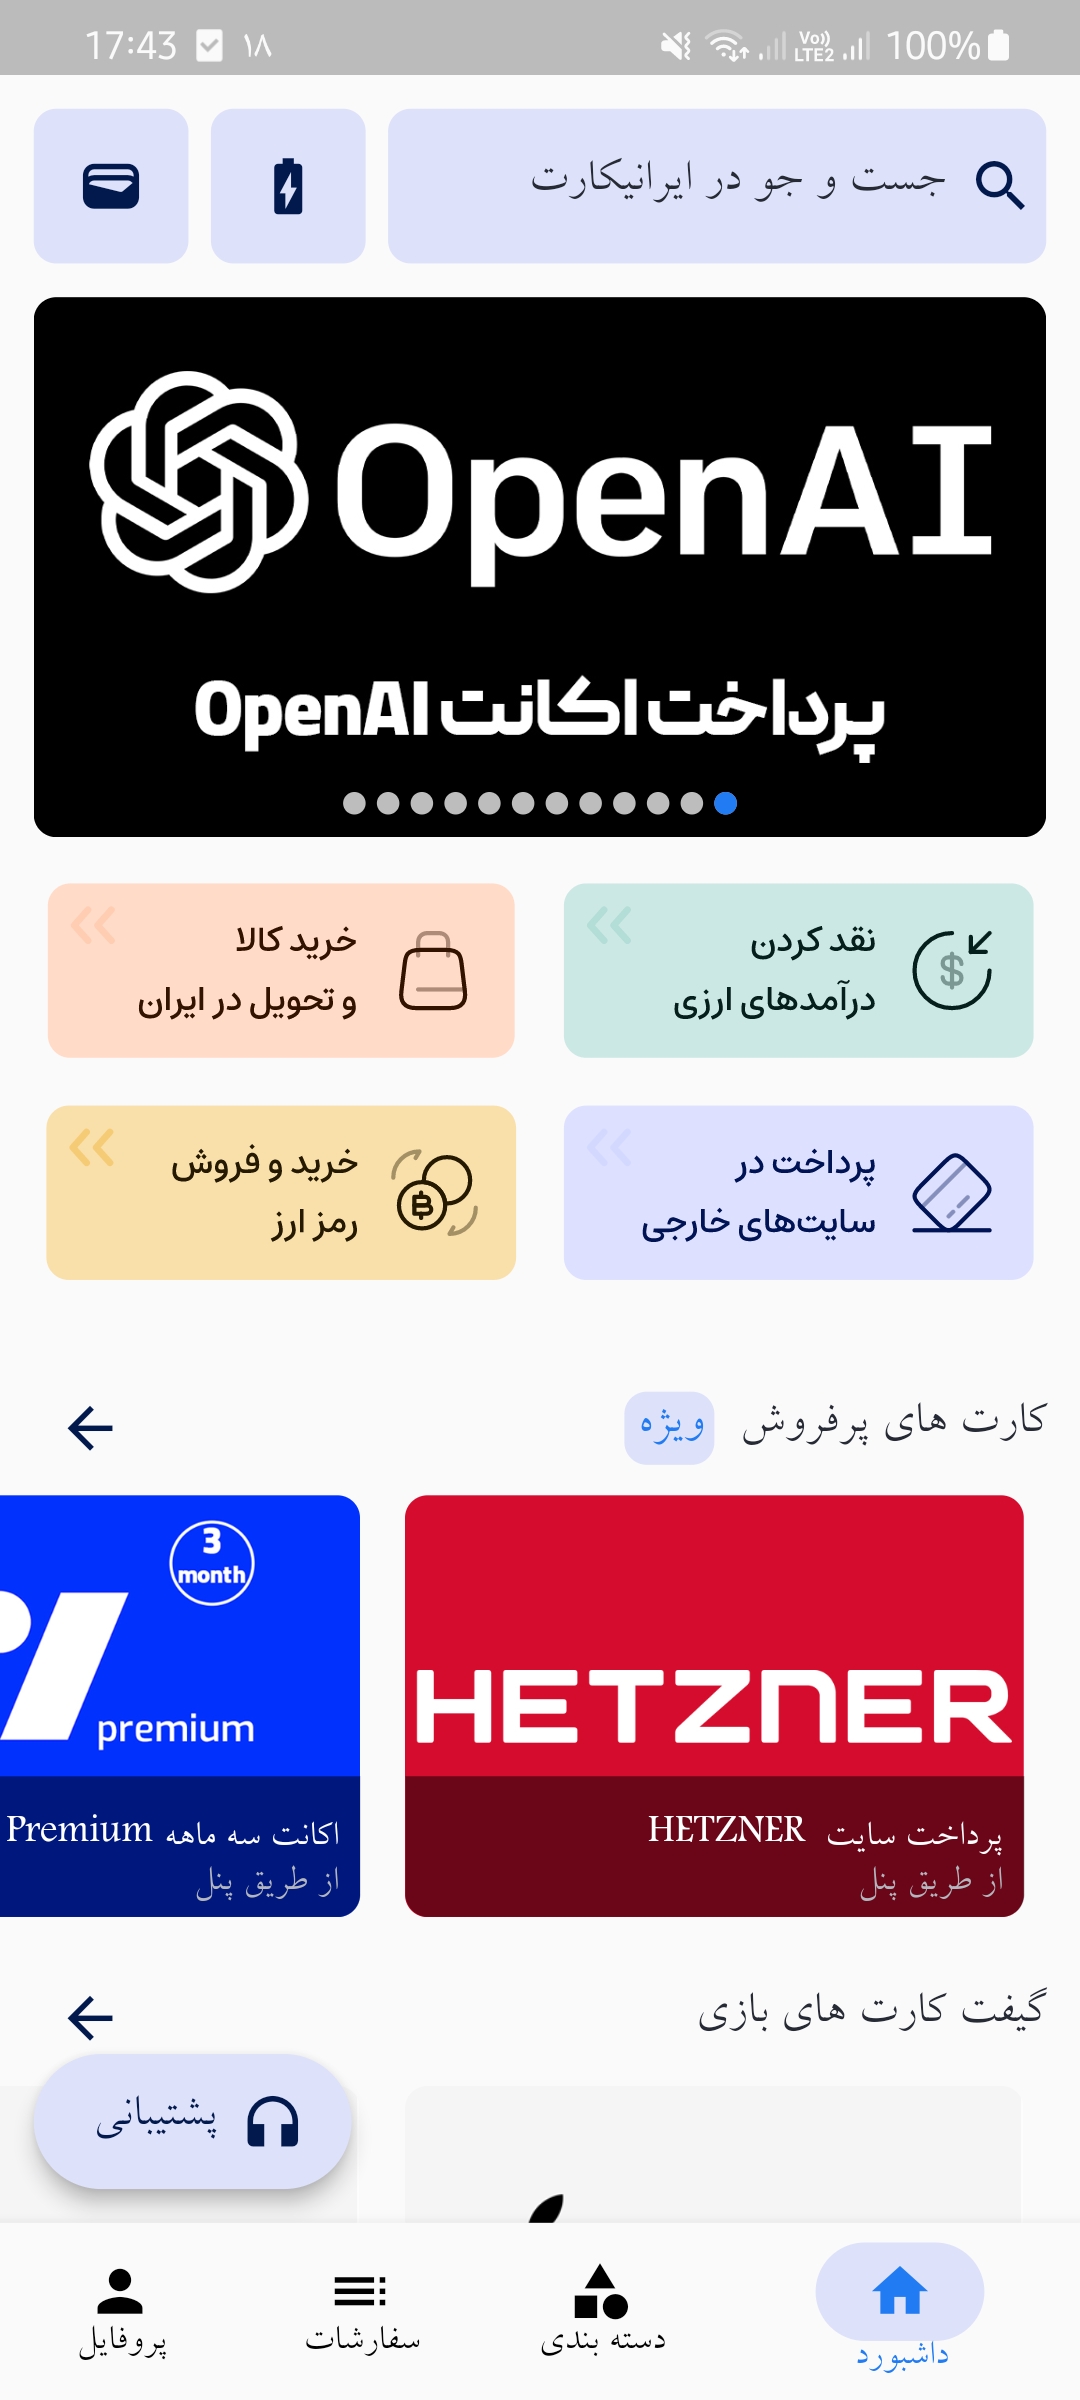 17:43
۱۸
Vo))
LTE2
100%
جست و جو در ایرانیکارت
OpenAI
پرداخت اکانت OpenAI
نقد کردن
درآمدهای ارزی
خرید کالا
و تحویل در ایران
پرداخت در
سایت‌های خارجی
خرید و فروش
رمز ارز
کارت های پرفروش
ویژه
HETZNER
پرداخت سایت HETZNER
از طریق پنل
3
month
premium
اکانت سه ماهه Premium
از طریق پنل
گیفت کارت های بازی
پشتیبانی
داشبورد
دسته بندی
سفارشات
پروفایل